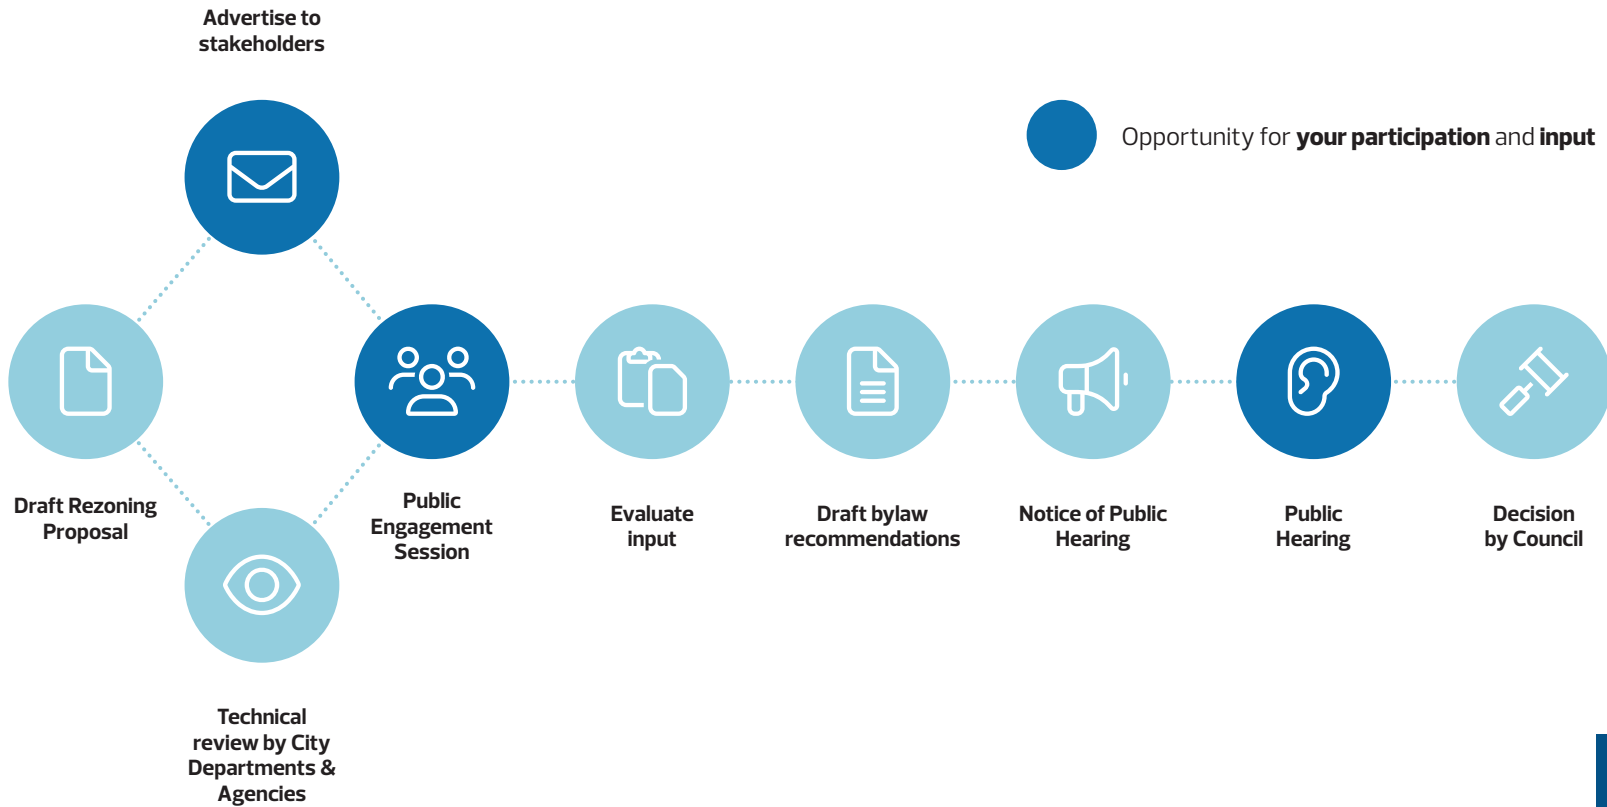 Advertise to
stakeholders
Opportunity for your participation and input
Draft Rezoning
Proposal
Public
Engagement
Session
Evaluate
input
Draft bylaw
recommendations
Notice of Public
Hearing
Public
Hearing
Decision
by Council
Technical
review by City
Departments &
Agencies